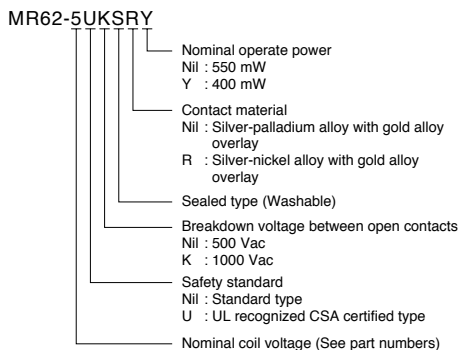 MR62-5UKSRY
Nominal operate power
Nil : 550 mW
Y : 400 mW
Contact material
Nil : Silver-palladium alloy with gold alloy
overlay
R : Silver-nickel alloy with gold alloy
overlay
Sealed type (Washable)
Breakdown voltage between open contacts
Nil : 500 Vac
K : 1000 Vac
Safety standard
Nil : Standard type
U : UL recognized CSA certified type
Nominal coil voltage (See part numbers)